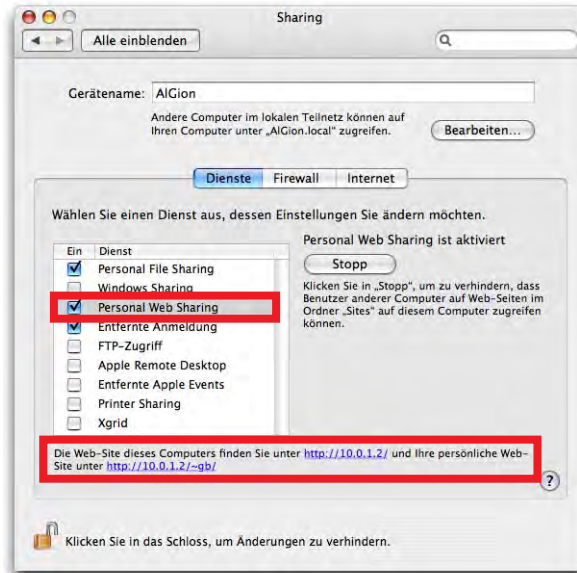 Sharing
Alle einblenden
Gerätename: AlGion
Andere Computer im lokalen Teilnetz können auf
Ihren Computer unter „AlGion.local“ zugreifen.
Bearbeiten...
Dienste Firewall Internet
Wählen Sie einen Dienst aus, dessen Einstellungen Sie ändern möchten.
Ein Dienst
Personal File Sharing
Windows Sharing
Personal Web Sharing
Entfernte Anmeldung
FTP-Zugriff
Apple Remote Desktop
Entfernte Apple Events
Printer Sharing
Xgrid
Personal Web Sharing ist aktiviert
Stopp
Klicken Sie in „Stopp“, um zu verhindern, dass
Benutzer anderer Computer auf Web-Seiten im
Ordner „Sites“ auf diesem Computer zugreifen
können.
Die Web-Site dieses Computers finden Sie unter http://10.0.1.2/ und Ihre persönliche Web-
Site unter http://10.0.1.2/~gb/
?
Klicken Sie in das Schloss, um Änderungen zu verhindern.